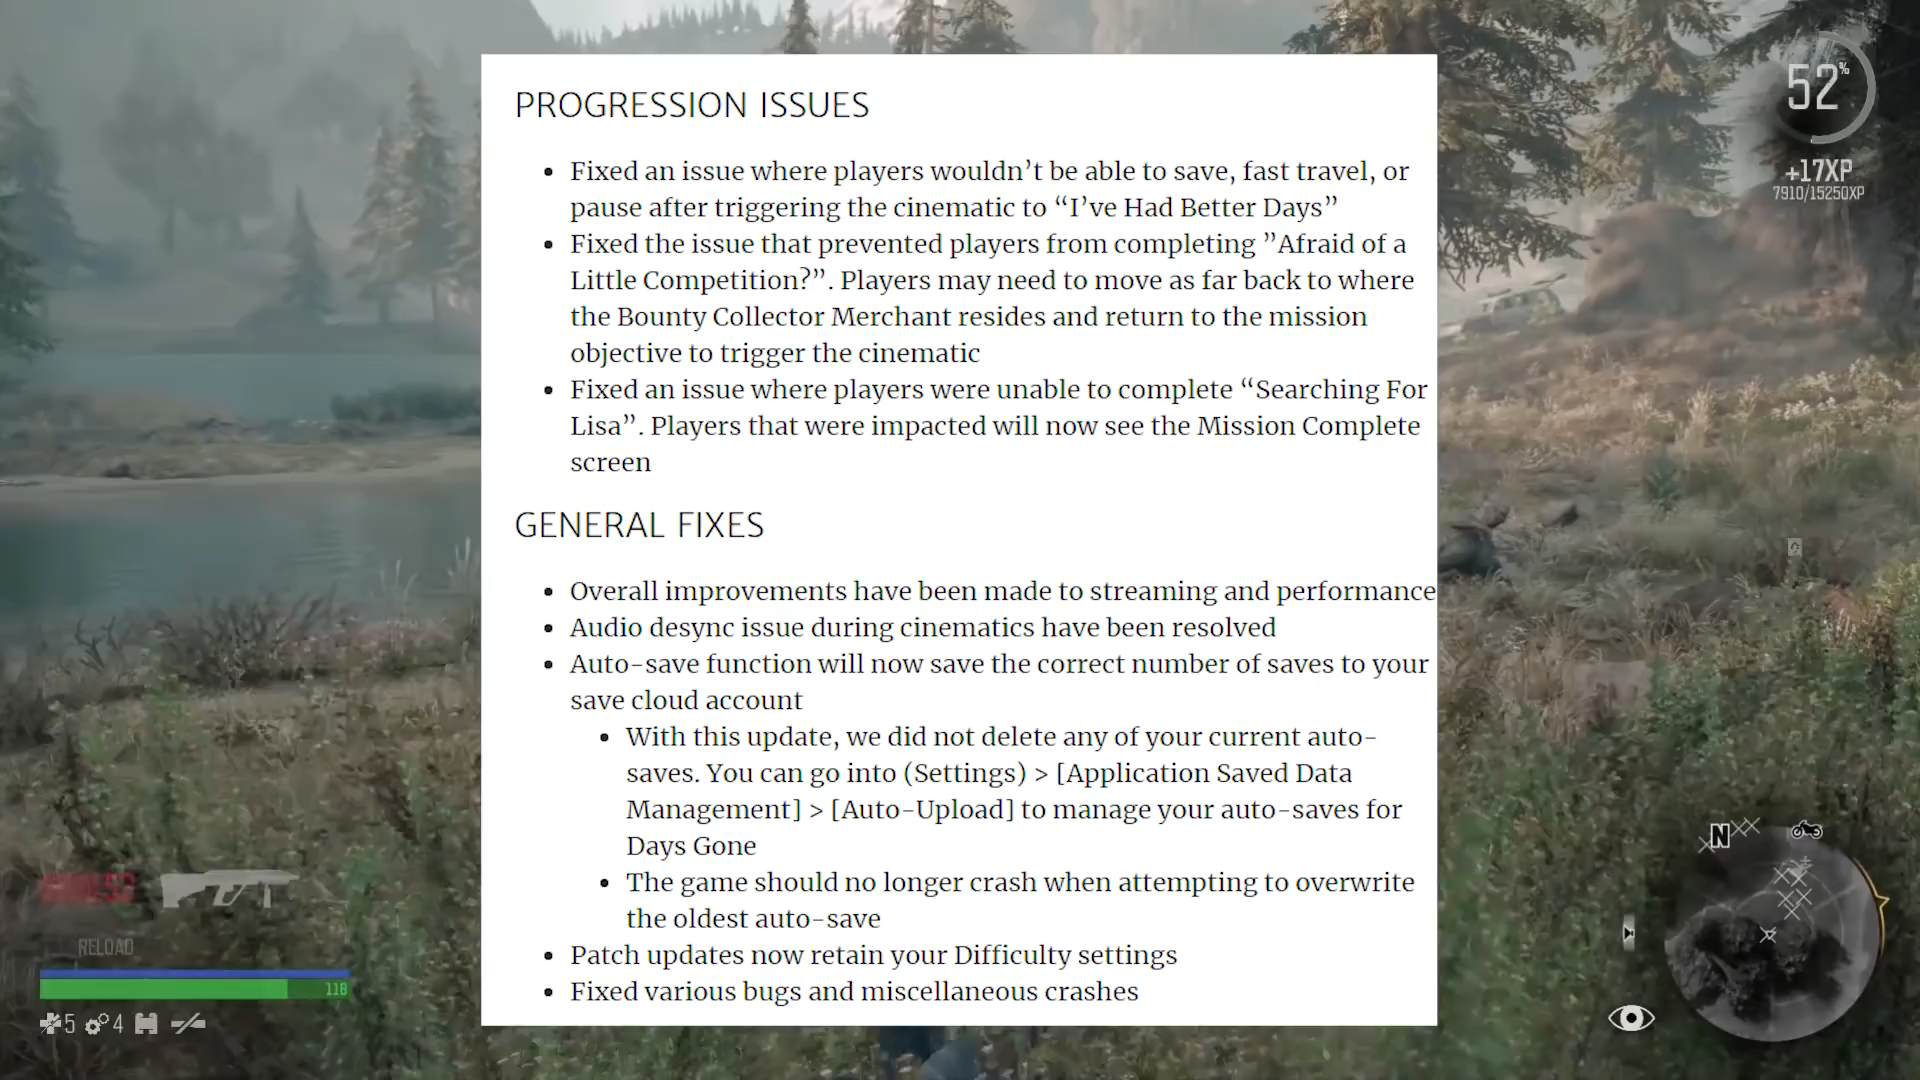 PROGRESSION ISSUES
52%
+17XP
7910/15250XP
• Fixed an issue where players wouldn’t be able to save, fast travel, or
pause after triggering the cinematic to “I’ve Had Better Days”
• Fixed the issue that prevented players from completing ”Afraid of a
Little Competition?”. Players may need to move as far back to where
the Bounty Collector Merchant resides and return to the mission
objective to trigger the cinematic
• Fixed an issue where players were unable to complete “Searching For
Lisa”. Players that were impacted will now see the Mission Complete
screen
GENERAL FIXES
• Overall improvements have been made to streaming and performance
• Audio desync issue during cinematics have been resolved
• Auto-save function will now save the correct number of saves to your
save cloud account
• With this update, we did not delete any of your current auto-
saves. You can go into (Settings) > [Application Saved Data
Management] > [Auto-Upload] to manage your auto-saves for
Days Gone
• The game should no longer crash when attempting to overwrite
the oldest auto-save
• Patch updates now retain your Difficulty settings
• Fixed various bugs and miscellaneous crashes
N
RELOAD
118
5 4